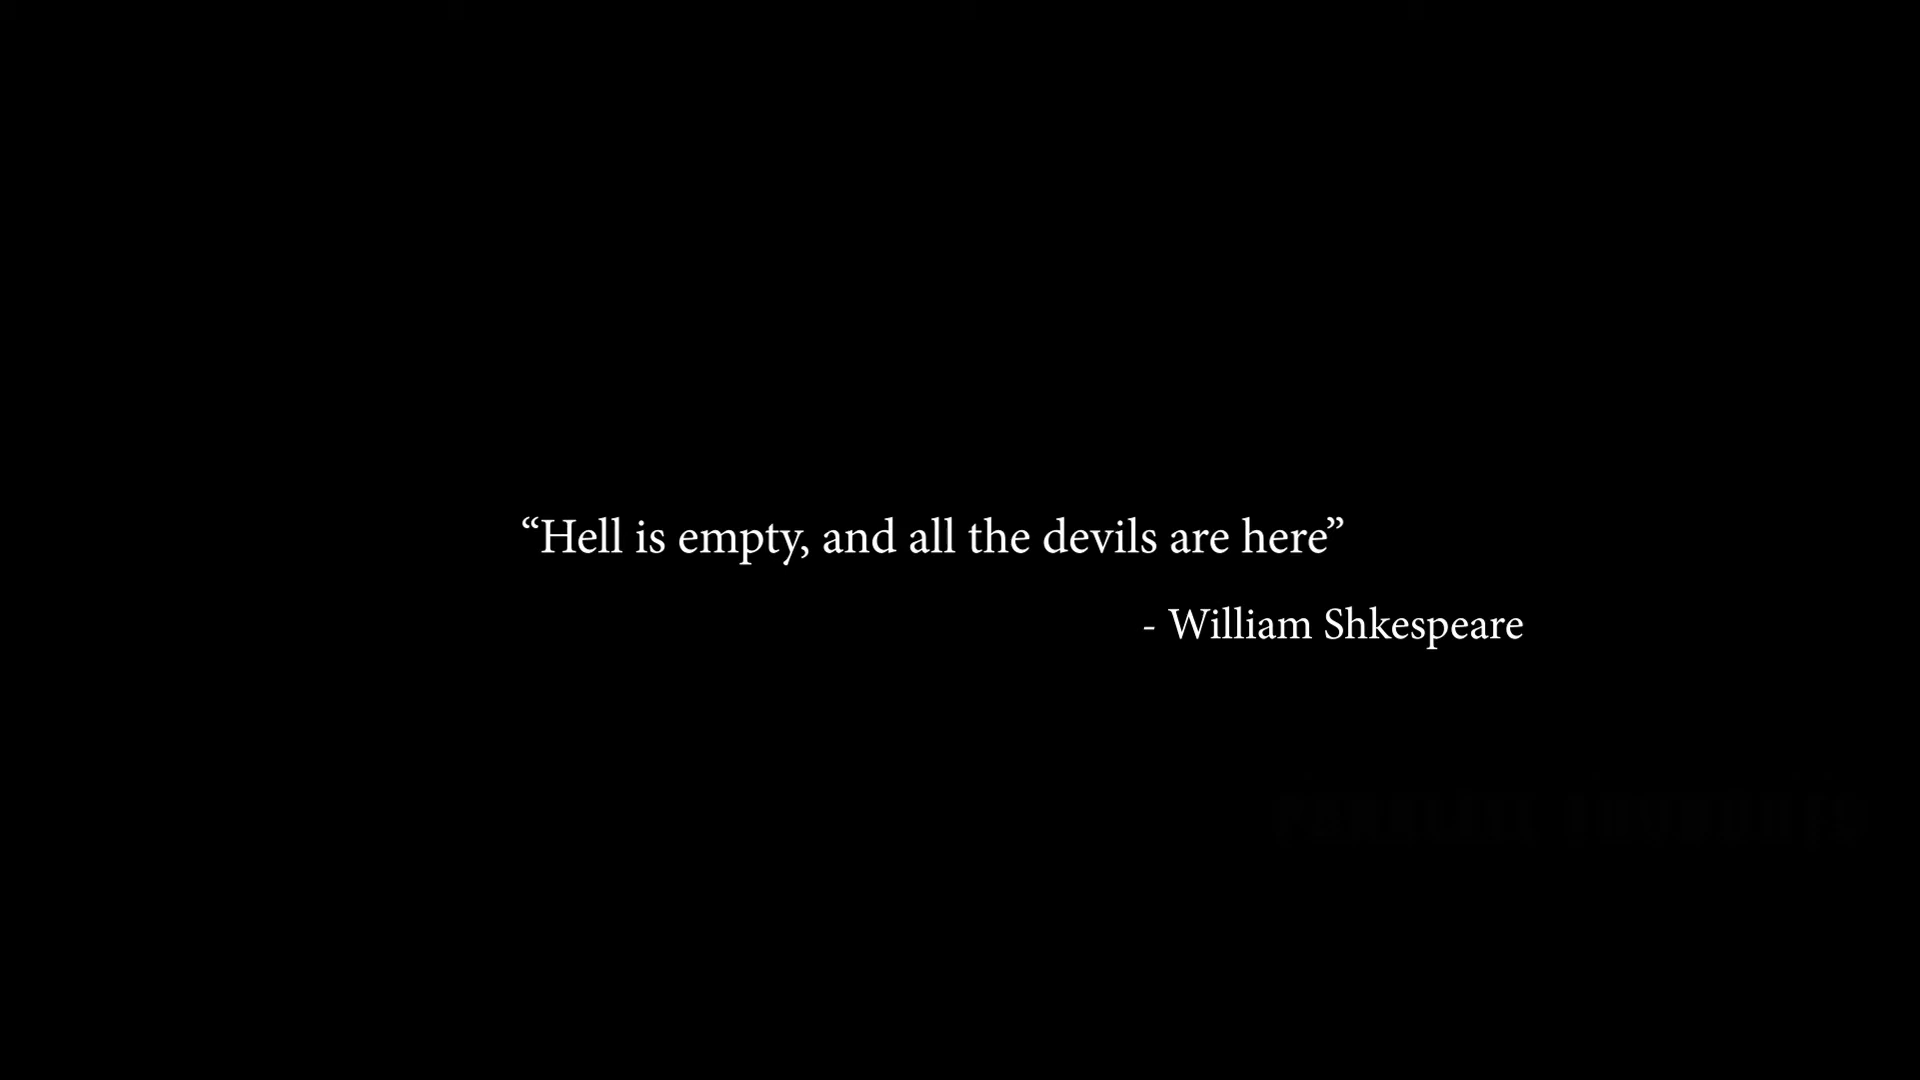 “Hell is empty, and all the devils are here”
- William Shkespeare